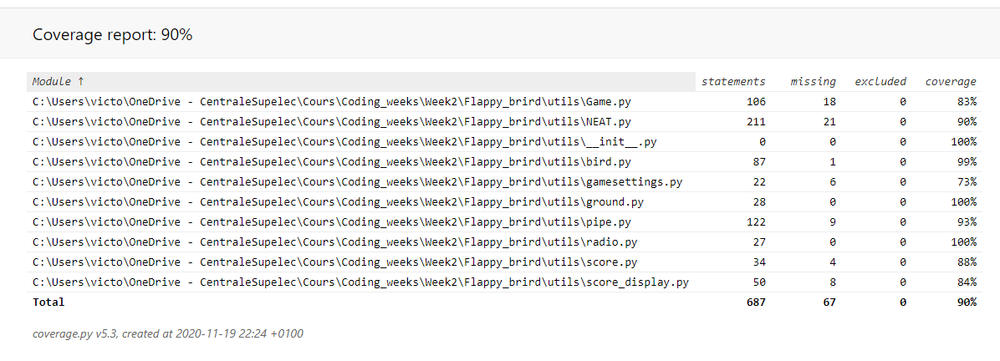 Coverage report: 90%
Module ↑ statements missing excluded coverage
C:\Users\victo\OneDrive - CentraleSupelec\Cours\Coding_weeks\Week2\Flappy_brird\utils\Game.py 106 18 0 83%
C:\Users\victo\OneDrive - CentraleSupelec\Cours\Coding_weeks\Week2\Flappy_brird\utils\NEAT.py 211 21 0 90%
C:\Users\victo\OneDrive - CentraleSupelec\Cours\Coding_weeks\Week2\Flappy_brird\utils\__init__.py 0 0 0 100%
C:\Users\victo\OneDrive - CentraleSupelec\Cours\Coding_weeks\Week2\Flappy_brird\utils\bird.py 87 1 0 99%
C:\Users\victo\OneDrive - CentraleSupelec\Cours\Coding_weeks\Week2\Flappy_brird\utils\gamesettings.py 22 6 0 73%
C:\Users\victo\OneDrive - CentraleSupelec\Cours\Coding_weeks\Week2\Flappy_brird\utils\ground.py 28 0 0 100%
C:\Users\victo\OneDrive - CentraleSupelec\Cours\Coding_weeks\Week2\Flappy_brird\utils\pipe.py 122 9 0 93%
C:\Users\victo\OneDrive - CentraleSupelec\Cours\Coding_weeks\Week2\Flappy_brird\utils\radio.py 27 0 0 100%
C:\Users\victo\OneDrive - CentraleSupelec\Cours\Coding_weeks\Week2\Flappy_brird\utils\score.py 34 4 0 88%
C:\Users\victo\OneDrive - CentraleSupelec\Cours\Coding_weeks\Week2\Flappy_brird\utils\score_display.py 50 8 0 84%
Total 687 67 0 90%
coverage.py v5.3, created at 2020-11-19 22:24 +0100